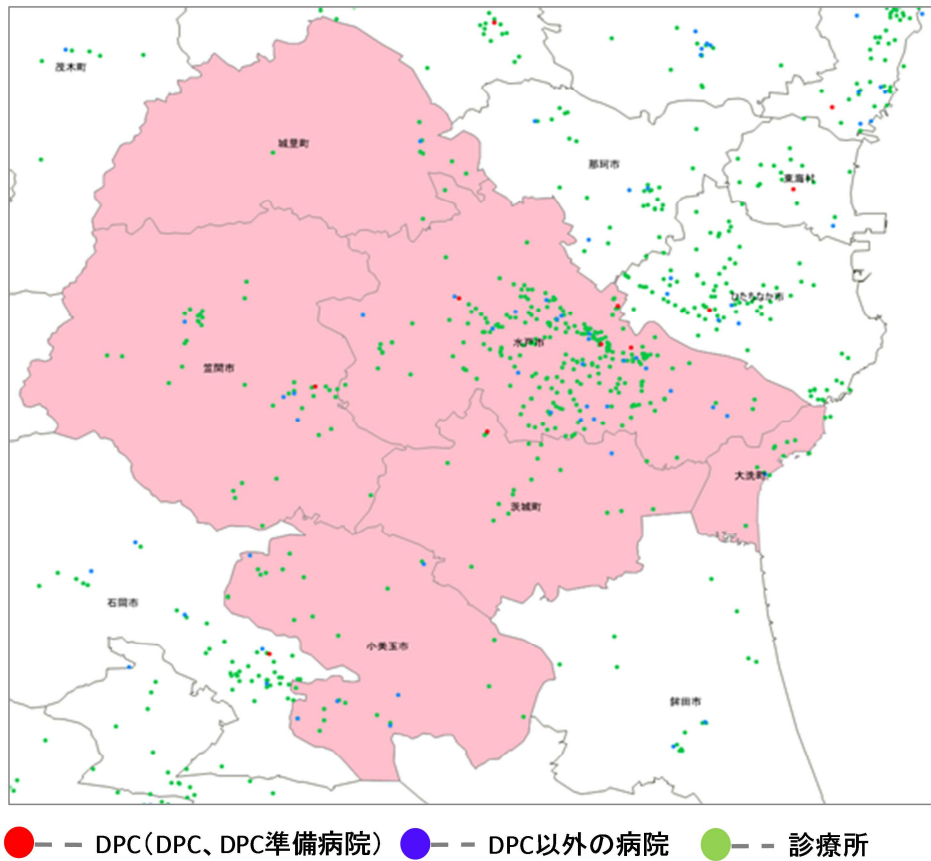 茂木町
城里町
那珂市
東海村
ひたちなか市
水戸市
笠間市
大洗町
茨城町
石岡市
小美玉市
鉾田市
DPC(DPC、DPC準備病院)
DPC以外の病院
診療所